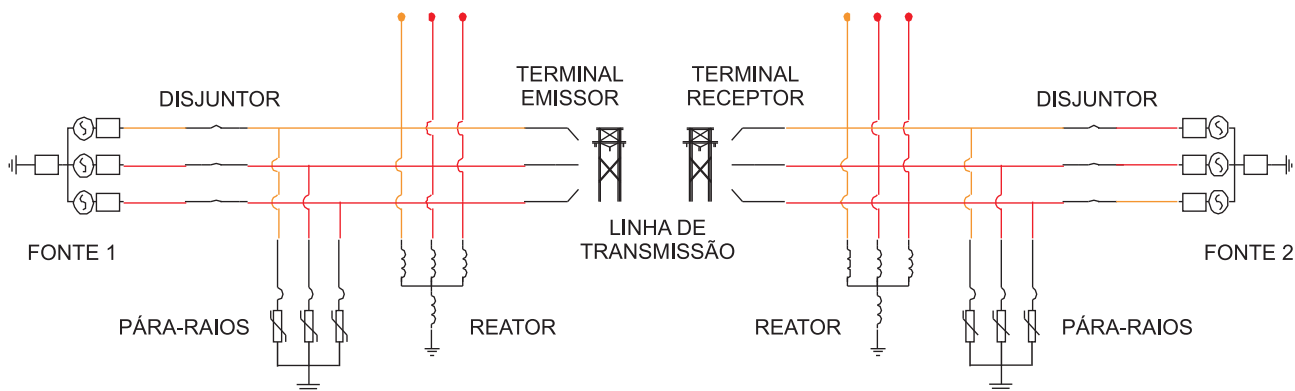 TERMINAL
EMISSOR
TERMINAL
RECEPTOR
DISJUNTOR
DISJUNTOR
FONTE 1
LINHA DE
TRANSMISSÃO
FONTE 2
PÁRA-RAIOS
REATOR
REATOR
PÁRA-RAIOS